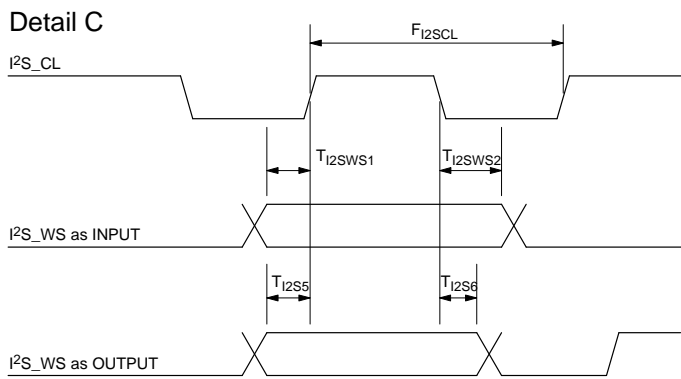 Detail C
FI2SCL
I2S_CL
TI2SWS1
TI2SWS2
I2S_WS as INPUT
TI2S5
TI2S6
I2S_WS as OUTPUT